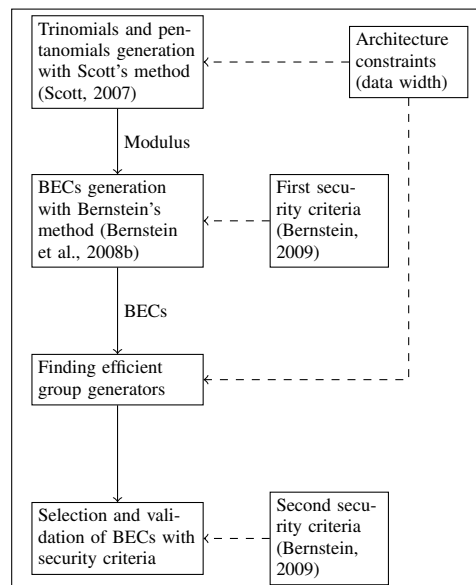 Trinomials and pen-
tanomials generation
with Scott's method
(Scott, 2007)
Architecture
constraints
(data width)
Modulus
BECs generation
with Bernstein's
method (Bernstein
et al., 2008b)
First secu-
rity criteria
(Bernstein,
2009)
BECs
Finding efficient
group generators
Selection and vali-
dation of BECs with
security criteria
Second secu-
rity criteria
(Bernstein,
2009)